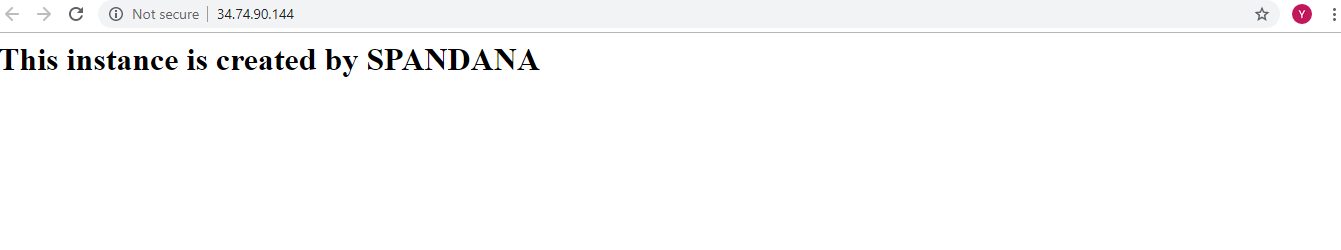 Not secure 34.74.90.144
Y
This instance is created by SPANDANA